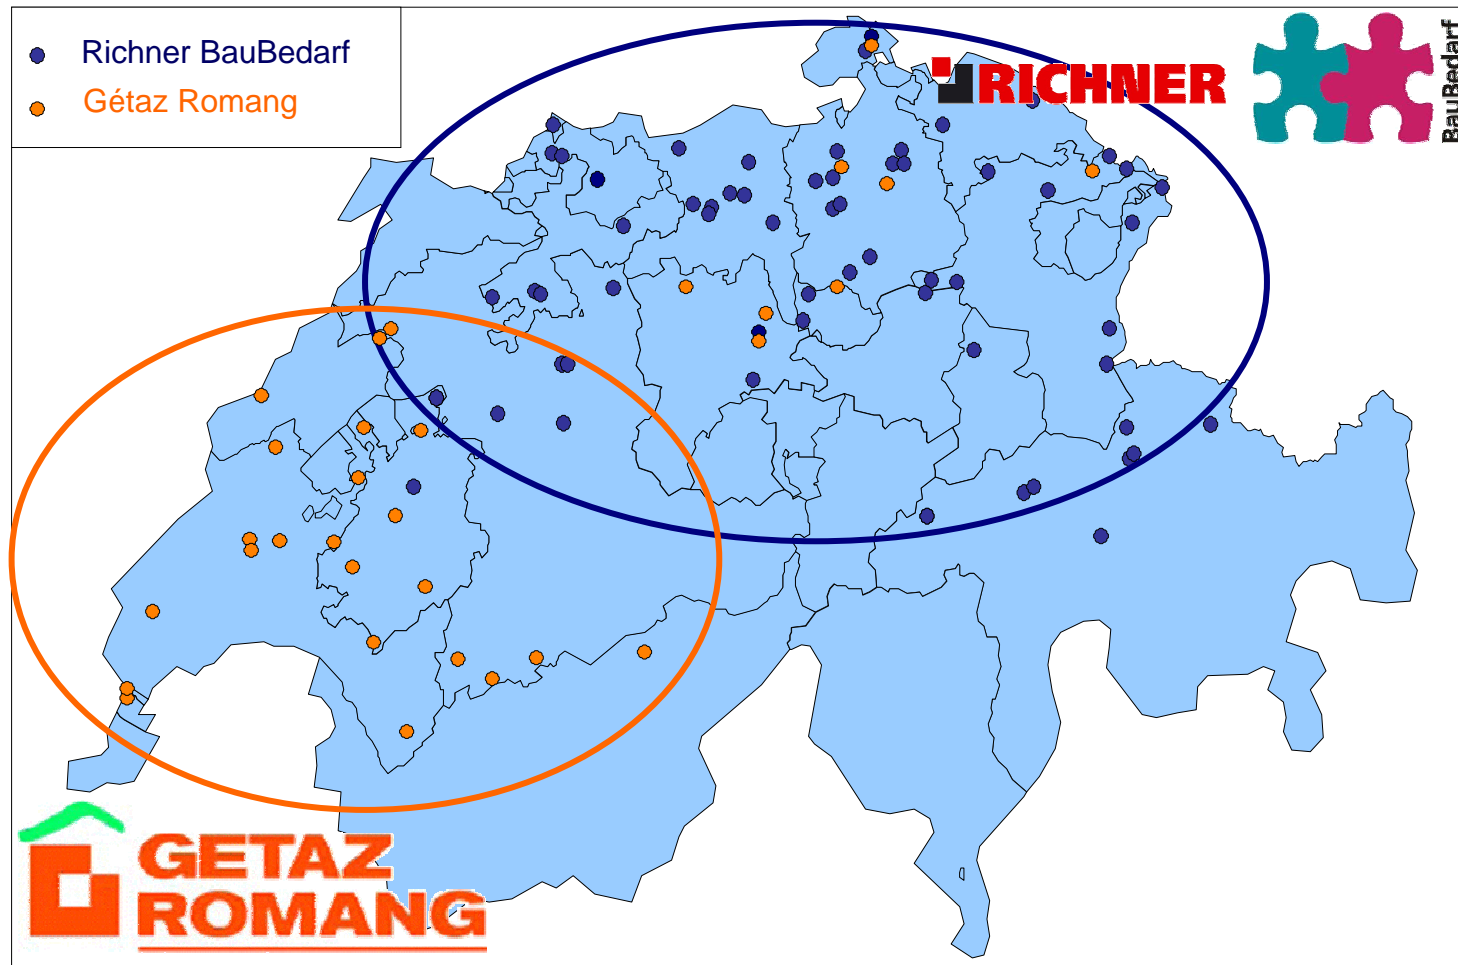 Richner BauBedarf
Gétaz Romang
RICHNER
BauBedarf
GETAZ
ROMANG